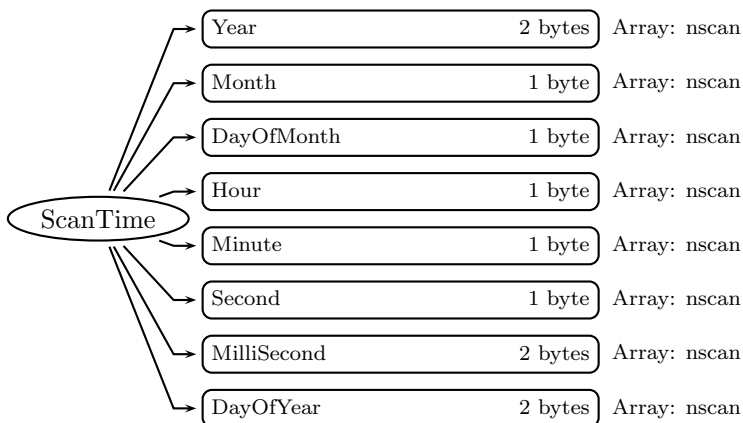 Year 2 bytes Array: nscan
Month 1 byte Array: nscan
DayOfMonth 1 byte Array: nscan
Hour 1 byte Array: nscan
ScanTime
Minute 1 byte Array: nscan
Second 1 byte Array: nscan
MilliSecond 2 bytes Array: nscan
DayOfYear 2 bytes Array: nscan